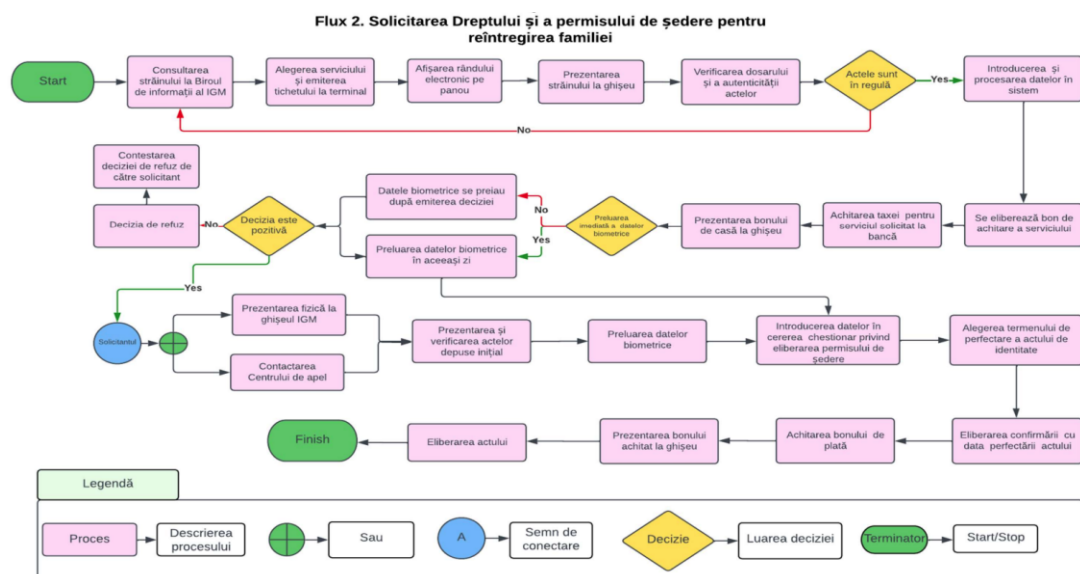 Flux 2. Solicitarea Dreptului și a permisului de ședere pentru
reîntregirea familiei
Start
Consultarea
străinului la Biroul
de informații al IGM
Alegerea serviciului
și emiterea
tichetului la terminal
Afișarea rândului
electronic pe
panou
Prezentarea
străinului la ghișeu
Verificarea dosarului
și a autenticității
actelor
Actele sunt
în regulă
Yes
Introducerea și
procesarea datelor în
sistem
No
Contestarea
deciziei de refuz de
către solicitant
Decizia de refuz
No
Decizia este
pozitivă
Datele biometrice se preiau
după emiterea deciziei
Preluarea datelor biometrice
în aceeași zi
No
Yes
Preluarea
imediată a datelor
biometrice
Prezentarea bonului
de casă la ghișeu
Achitarea taxei pentru
serviciul solicitat la
bancă
Se eliberează bon de
achitare a serviciului
Yes
Solicitantul
Prezentarea fizică la
ghișeul IGM
Contactarea
Centrului de apel
Prezentarea și
verificarea actelor
depuse inițial
Preluarea datelor
biometrice
Introducerea datelor în
cererea chestionar privind
eliberarea permisului de
ședere
Alegerea termenului de
perfectare a actului de
identitate
Finish
Eliberarea actului
Prezentarea bonului
achitat la ghișeu
Achitarea bonului de
plată
Eliberarea confirmării cu
data perfectării actului
Legendă
Proces
Descrierea
procesului
Sau
A
Semn de
conectare
Decizie
Luarea deciziei
Terminator
Start/Stop